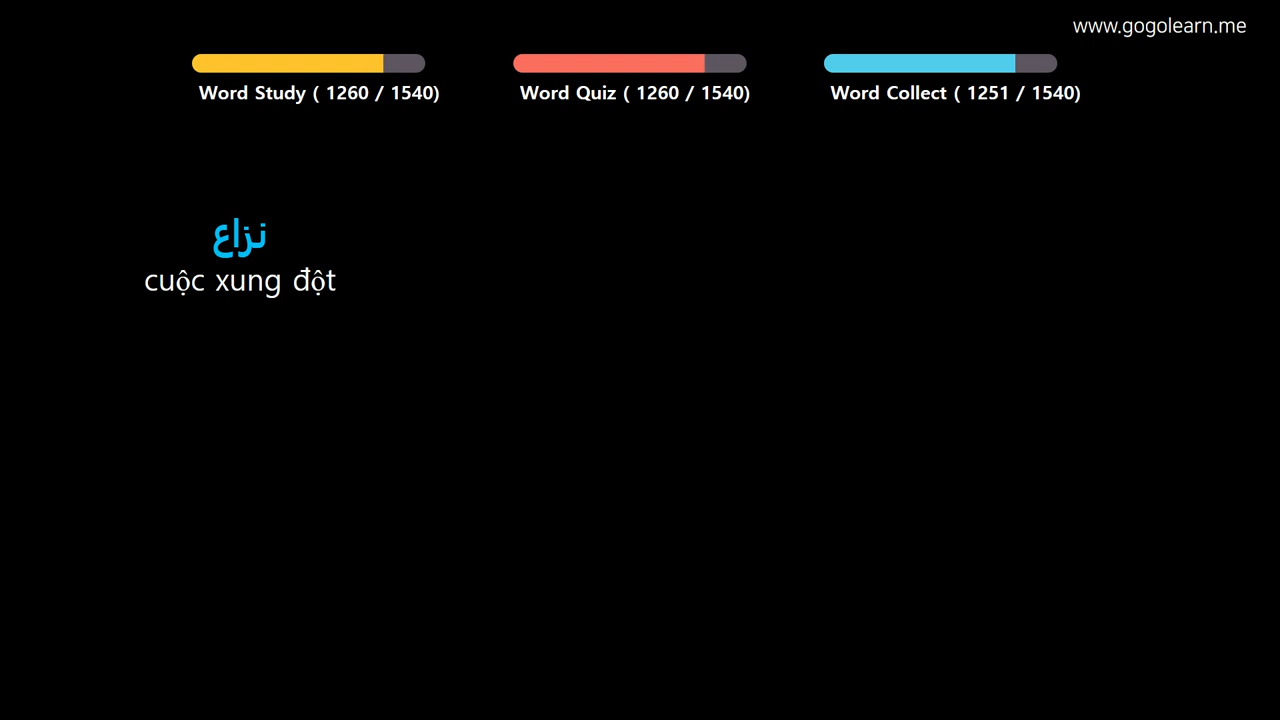 www.gogolearn.me
Word Study ( 1260 / 1540)
Word Quiz ( 1260 / 1540)
Word Collect ( 1251 / 1540)
نزاع
cuộc xung đột